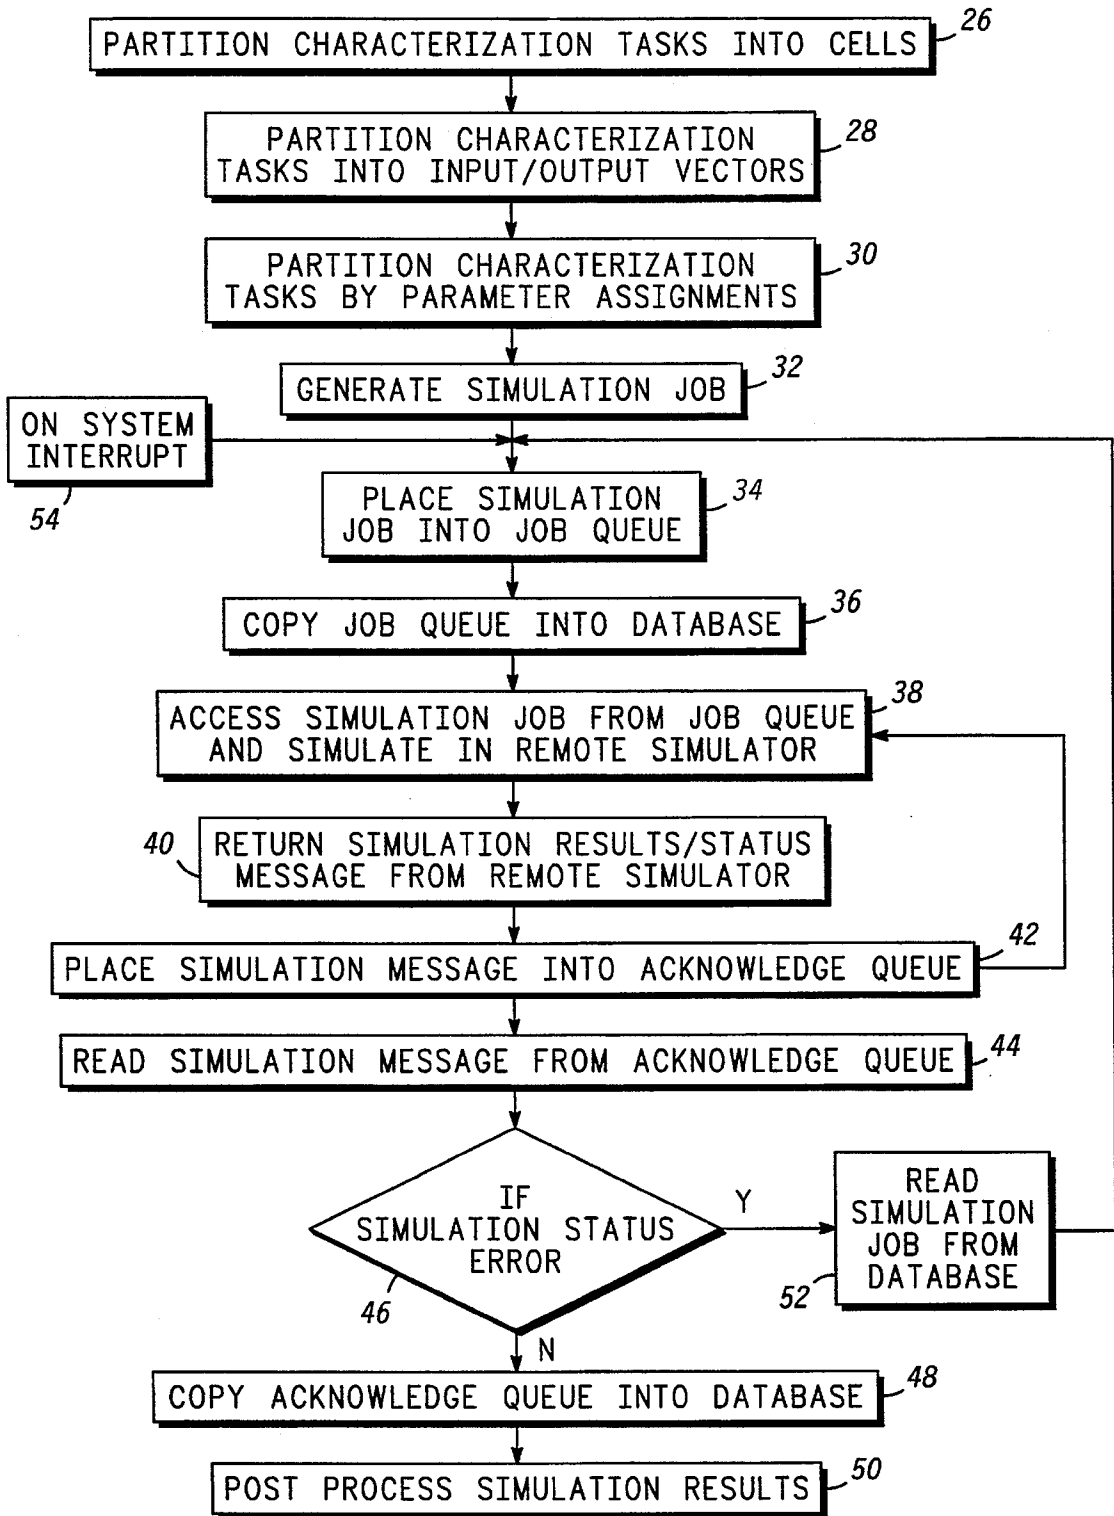 PARTITION CHARACTERIZATION TASKS INTO CELLS
26
PARTITION CHARACTERIZATION
TASKS INTO INPUT/OUTPUT VECTORS
28
PARTITION CHARACTERIZATION
TASKS BY PARAMETER ASSIGNMENTS
30
GENERATE SIMULATION JOB
32
ON SYSTEM
INTERRUPT
54
PLACE SIMULATION
JOB INTO JOB QUEUE
34
COPY JOB QUEUE INTO DATABASE
36
ACCESS SIMULATION JOB FROM JOB QUEUE
AND SIMULATE IN REMOTE SIMULATOR
38
40
RETURN SIMULATION RESULTS/STATUS
MESSAGE FROM REMOTE SIMULATOR
PLACE SIMULATION MESSAGE INTO ACKNOWLEDGE QUEUE
42
READ SIMULATION MESSAGE FROM ACKNOWLEDGE QUEUE
44
IF
SIMULATION STATUS
ERROR
46
Y
READ
SIMULATION
JOB FROM
DATABASE
52
N
COPY ACKNOWLEDGE QUEUE INTO DATABASE
48
POST PROCESS SIMULATION RESULTS
50